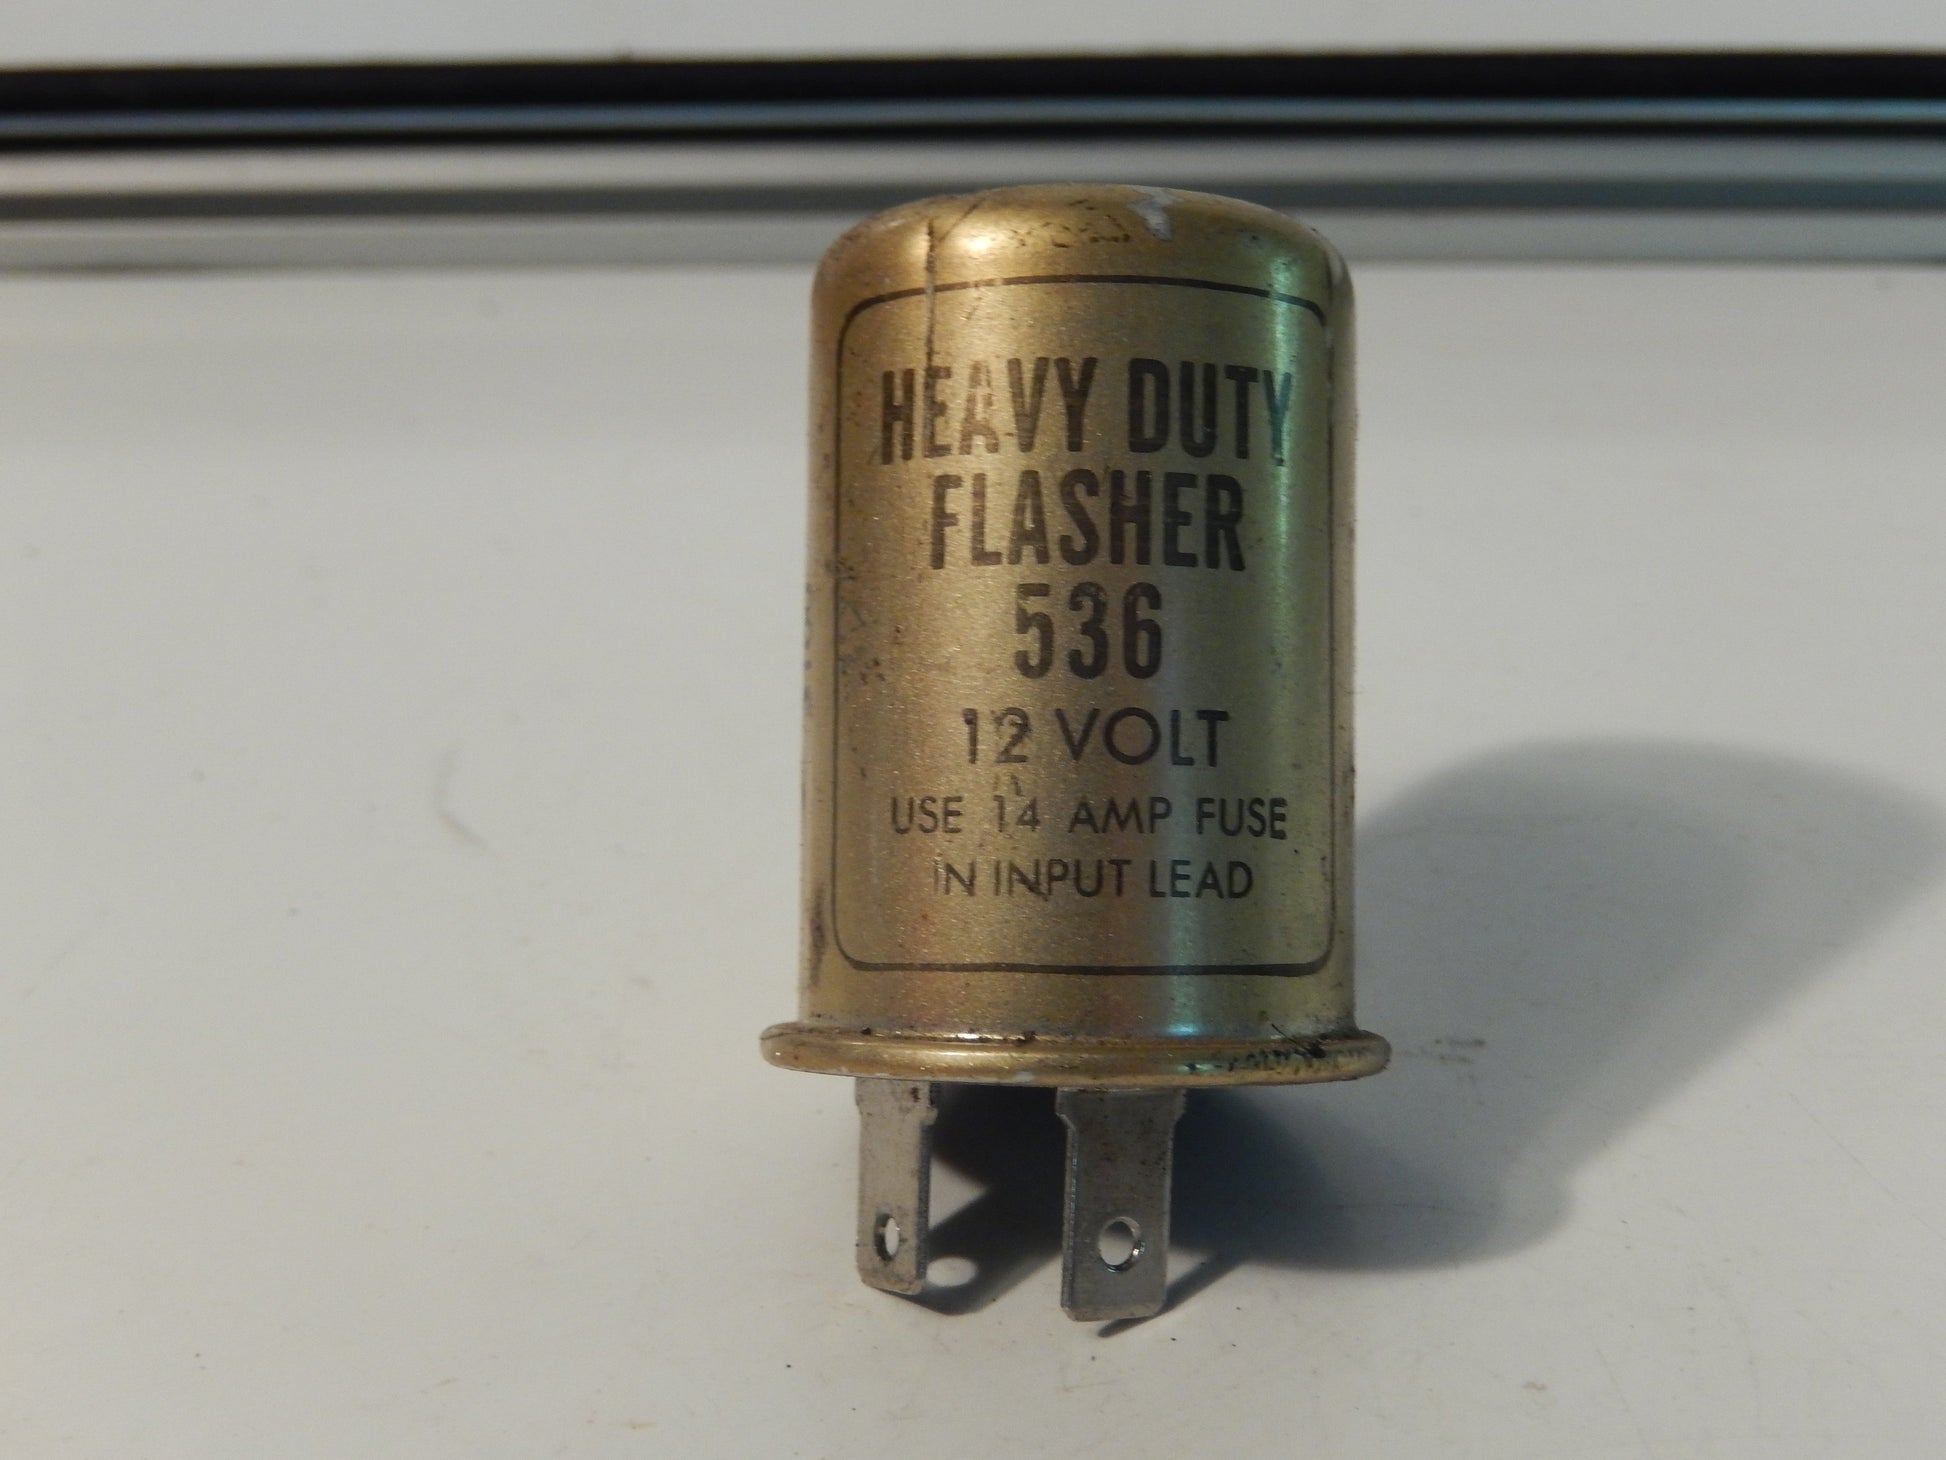 HEAVY DUTY
FLASHER
536
12 VOLT
USE 14 AMP FUSE
IN INPUT LEAD